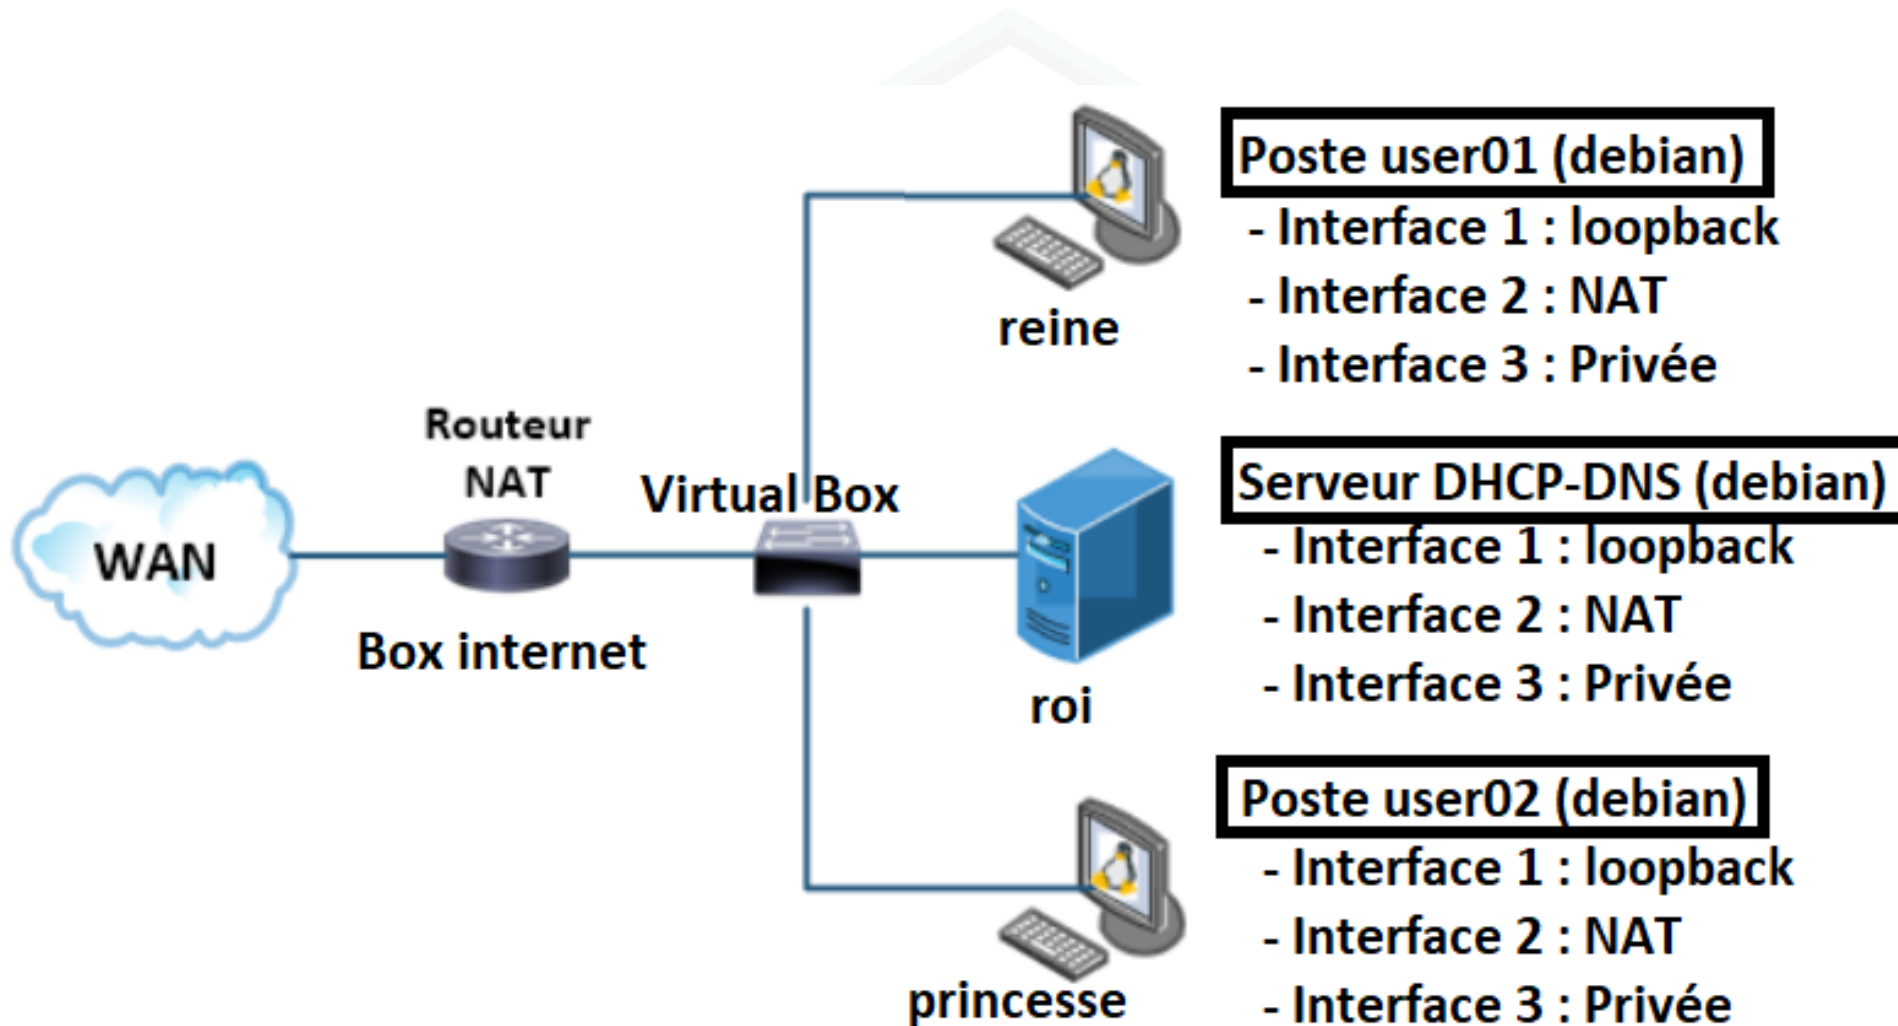 Poste user01 (debian)
- Interface 1 : loopback
- Interface 2 : NAT
- Interface 3 : Privée
reine
Routeur
NAT
Virtual Box
WAN
Box internet
Serveur DHCP-DNS (debian)
- Interface 1 : loopback
- Interface 2 : NAT
- Interface 3 : Privée
roi
Poste user02 (debian)
- Interface 1 : loopback
- Interface 2 : NAT
- Interface 3 : Privée
princesse